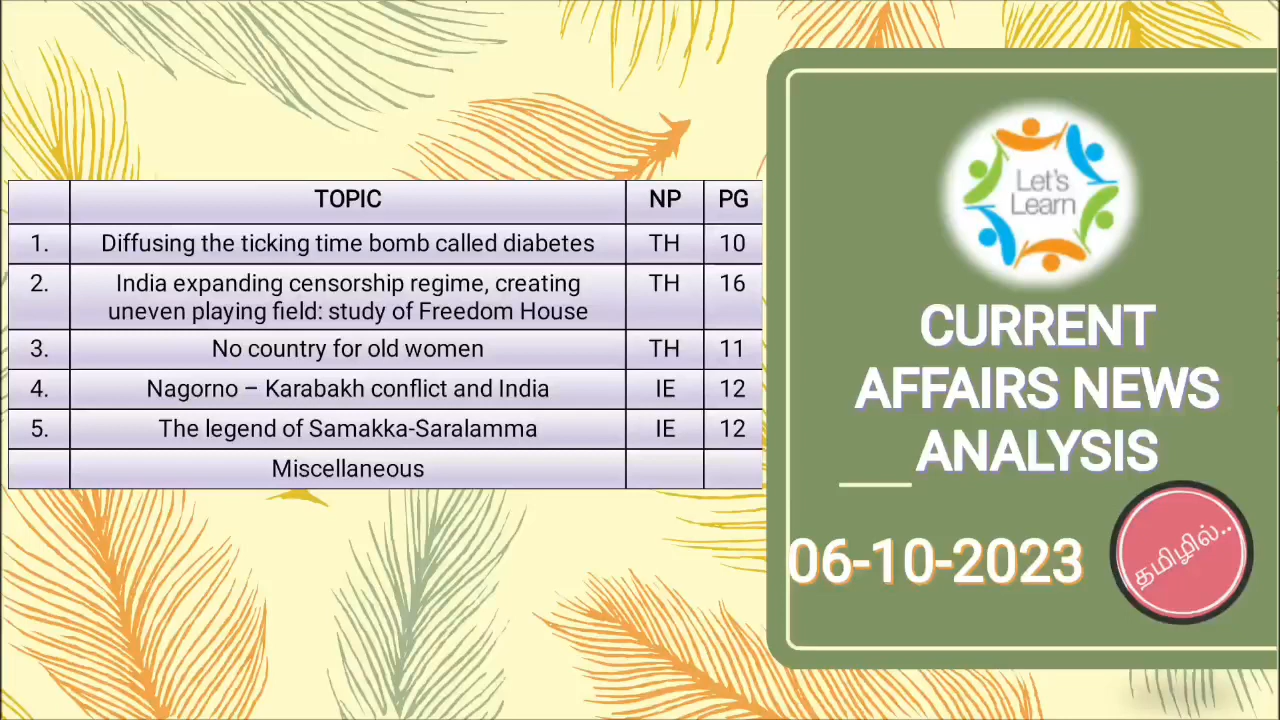 TOPIC NP PG
1. Diffusing the ticking time bomb called diabetes TH 10
2. India expanding censorship regime, creating TH 16
uneven playing field: study of Freedom House
3. No country for old women TH 11
4. Nagorno – Karabakh conflict and India IE 12
5. The legend of Samakka-Saralamma IE 12
Miscellaneous
Let's
Learn
CURRENT
AFFAIRS NEWS
ANALYSIS
06-10-2023
தமிழில்..